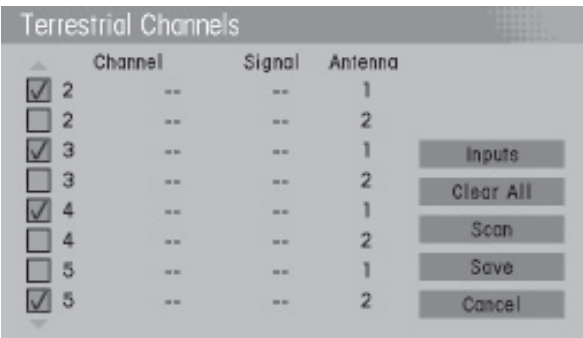 Terrestrial Channels
Channel Signal Antenna
2 -- -- 1
2 -- -- 2
3 -- -- 1
3 -- -- 2
4 -- -- 1
4 -- -- 2
5 -- -- 1
5 -- -- 2
Inputs
Clear All
Scan
Save
Cancel